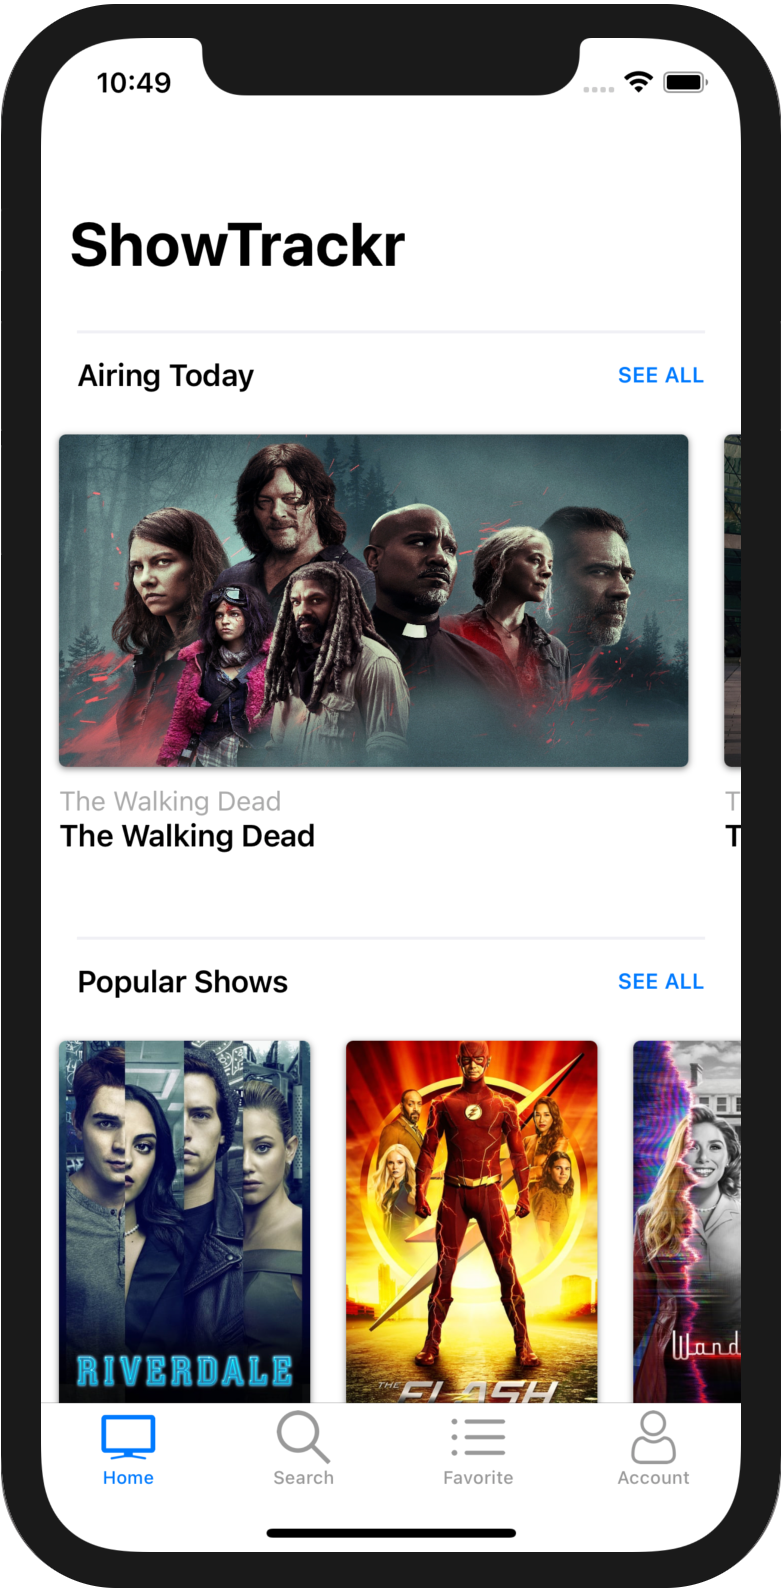 10:49
ShowTrackr
Airing Today
SEE ALL
The Walking Dead
The Walking Dead
T
T
Popular Shows
SEE ALL
RIVERDALE
THE FLASH
Wand
Home
Search
Favorite
Account